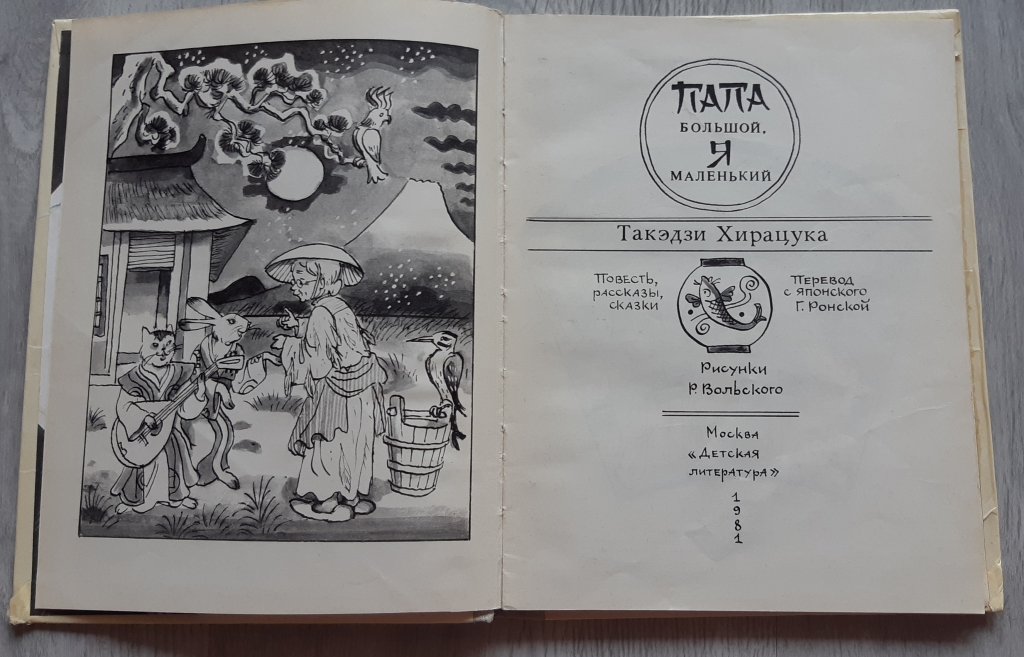 ПАПА
БОЛЬШОЙ,
Я
МАЛЕНЬКИЙ
Такэдзи Хирацука
Повесть,
рассказы,
сказки
Перевод
с японского
Г. Ронской
Рисунки
Р. Вольского
Москва
«Детская
литература»
1
9
8
1